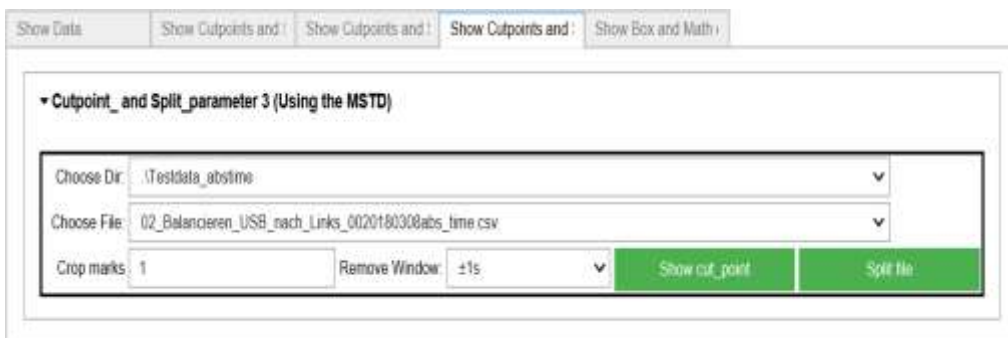 Show Data Show Cutpoints and Show Cutpoints and Show Cutpoints and Show Box and Math
▾ Cutpoint_ and Split_parameter 3 (Using the MSTD)
Choose Dir: .\Testdata_abstime
Choose File: 02_Balancieren_USB_nach_Links_0020180308abs_time.csv
Crop marks: 1 Remove Window: ±1s Show cut_point Split file